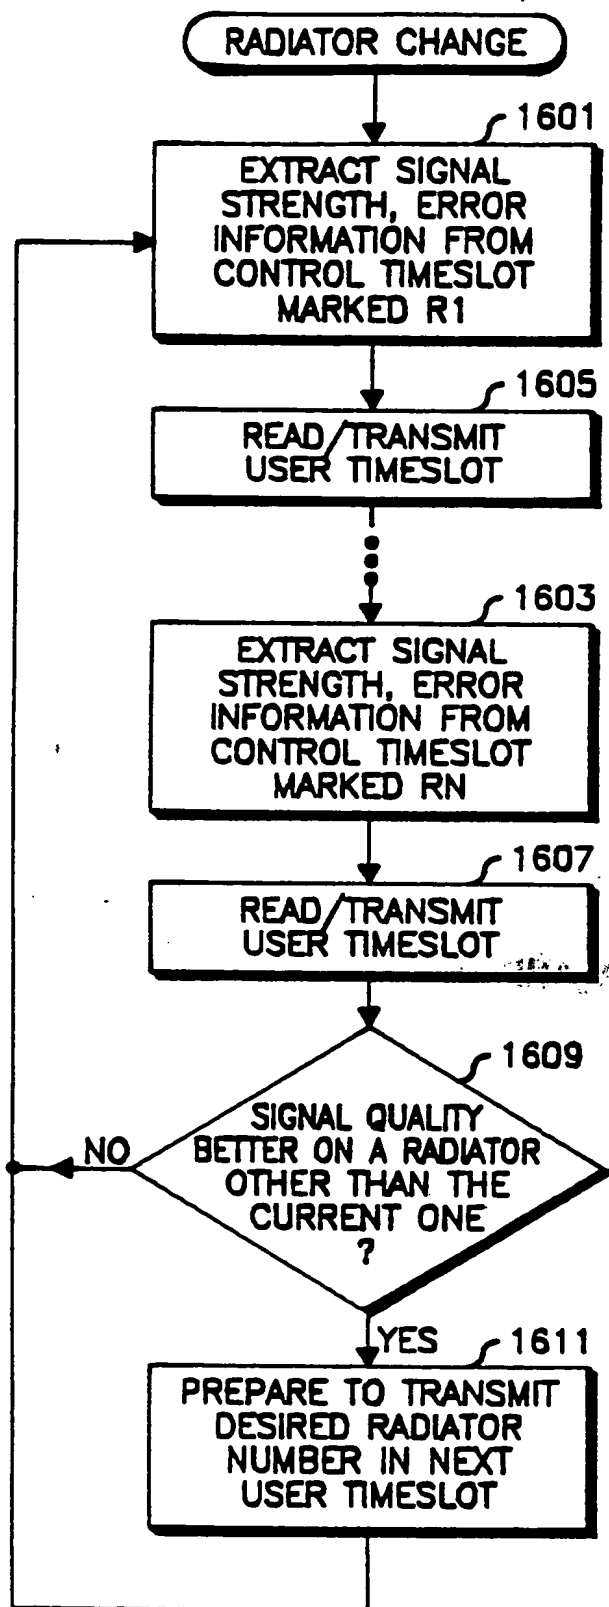 RADIATOR CHANGE
1601
EXTRACT SIGNAL
STRENGTH, ERROR
INFORMATION FROM
CONTROL TIMESLOT
MARKED R1
1605
READ/TRANSMIT
USER TIMESLOT
1603
EXTRACT SIGNAL
STRENGTH, ERROR
INFORMATION FROM
CONTROL TIMESLOT
MARKED RN
1607
READ/TRANSMIT
USER TIMESLOT
1609
SIGNAL QUALITY
BETTER ON A RADIATOR
OTHER THAN THE
CURRENT ONE
?
NO
YES
1611
PREPARE TO TRANSMIT
DESIRED RADIATOR
NUMBER IN NEXT
USER TIMESLOT